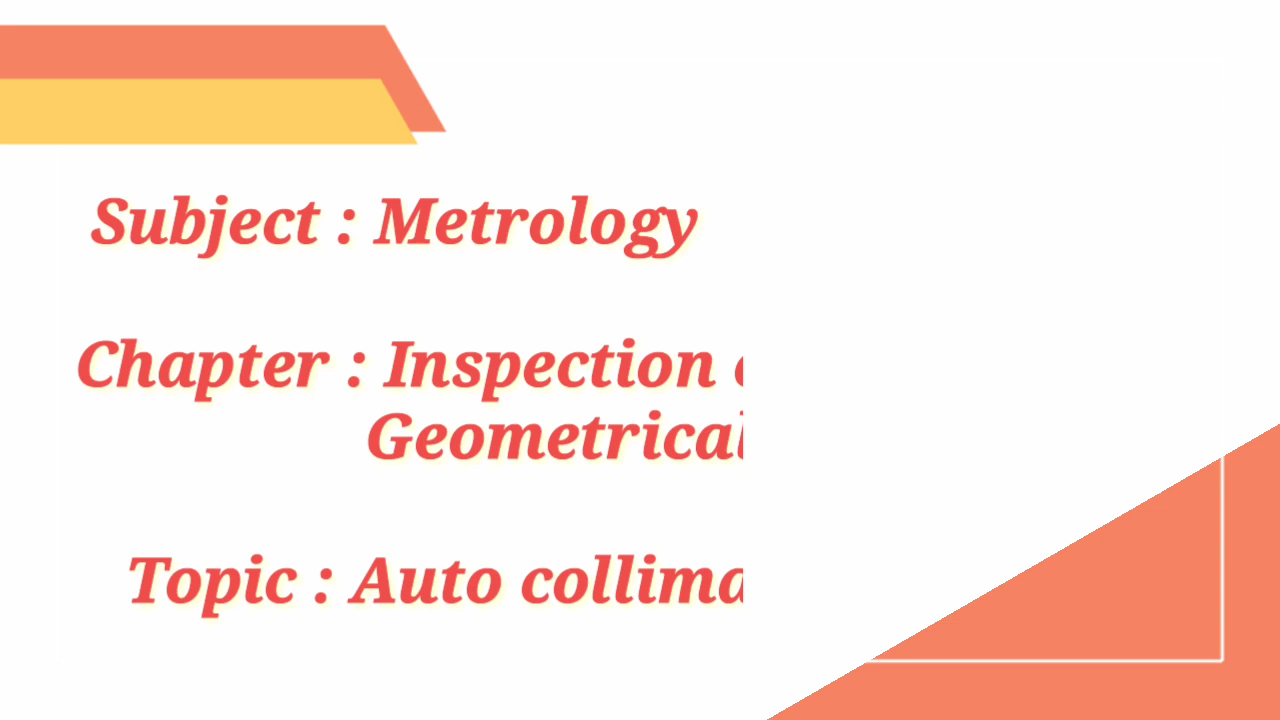 Subject : Metrology
Chapter : Inspection
Geometrical
Topic : Auto